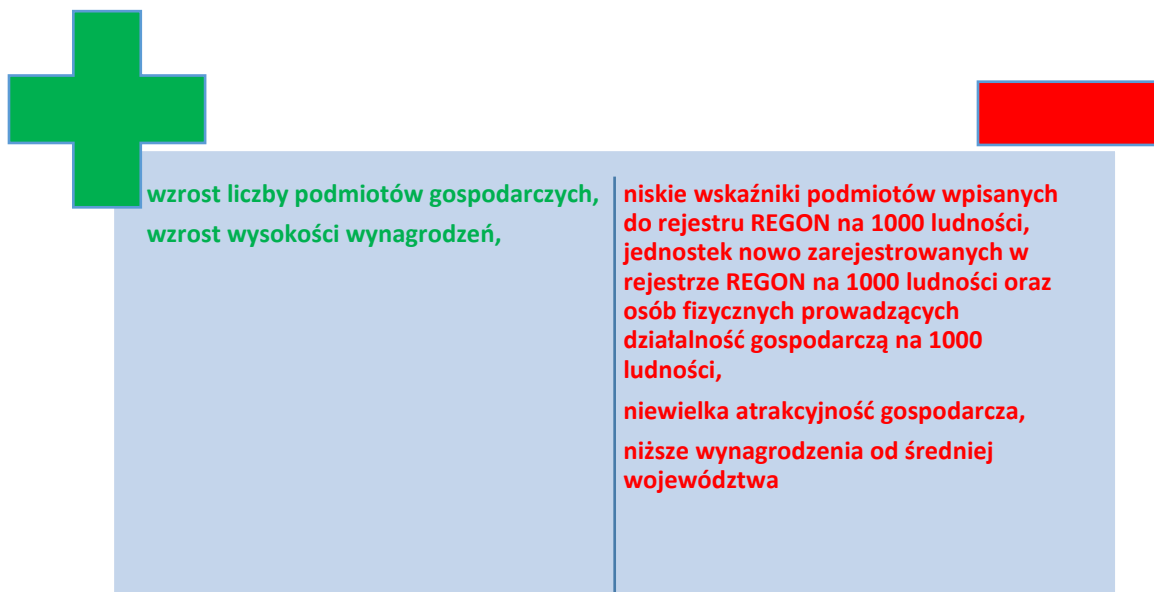 wzrost liczby podmiotów gospodarczych,
wzrost wysokości wynagrodzeń,
niskie wskaźniki podmiotów wpisanych
do rejestru REGON na 1000 ludności,
jednostek nowo zarejestrowanych w
rejestrze REGON na 1000 ludności oraz
osób fizycznych prowadzących
działalność gospodarczą na 1000
ludności,
niewielka atrakcyjność gospodarcza,
niższe wynagrodzenia od średniej
województwa